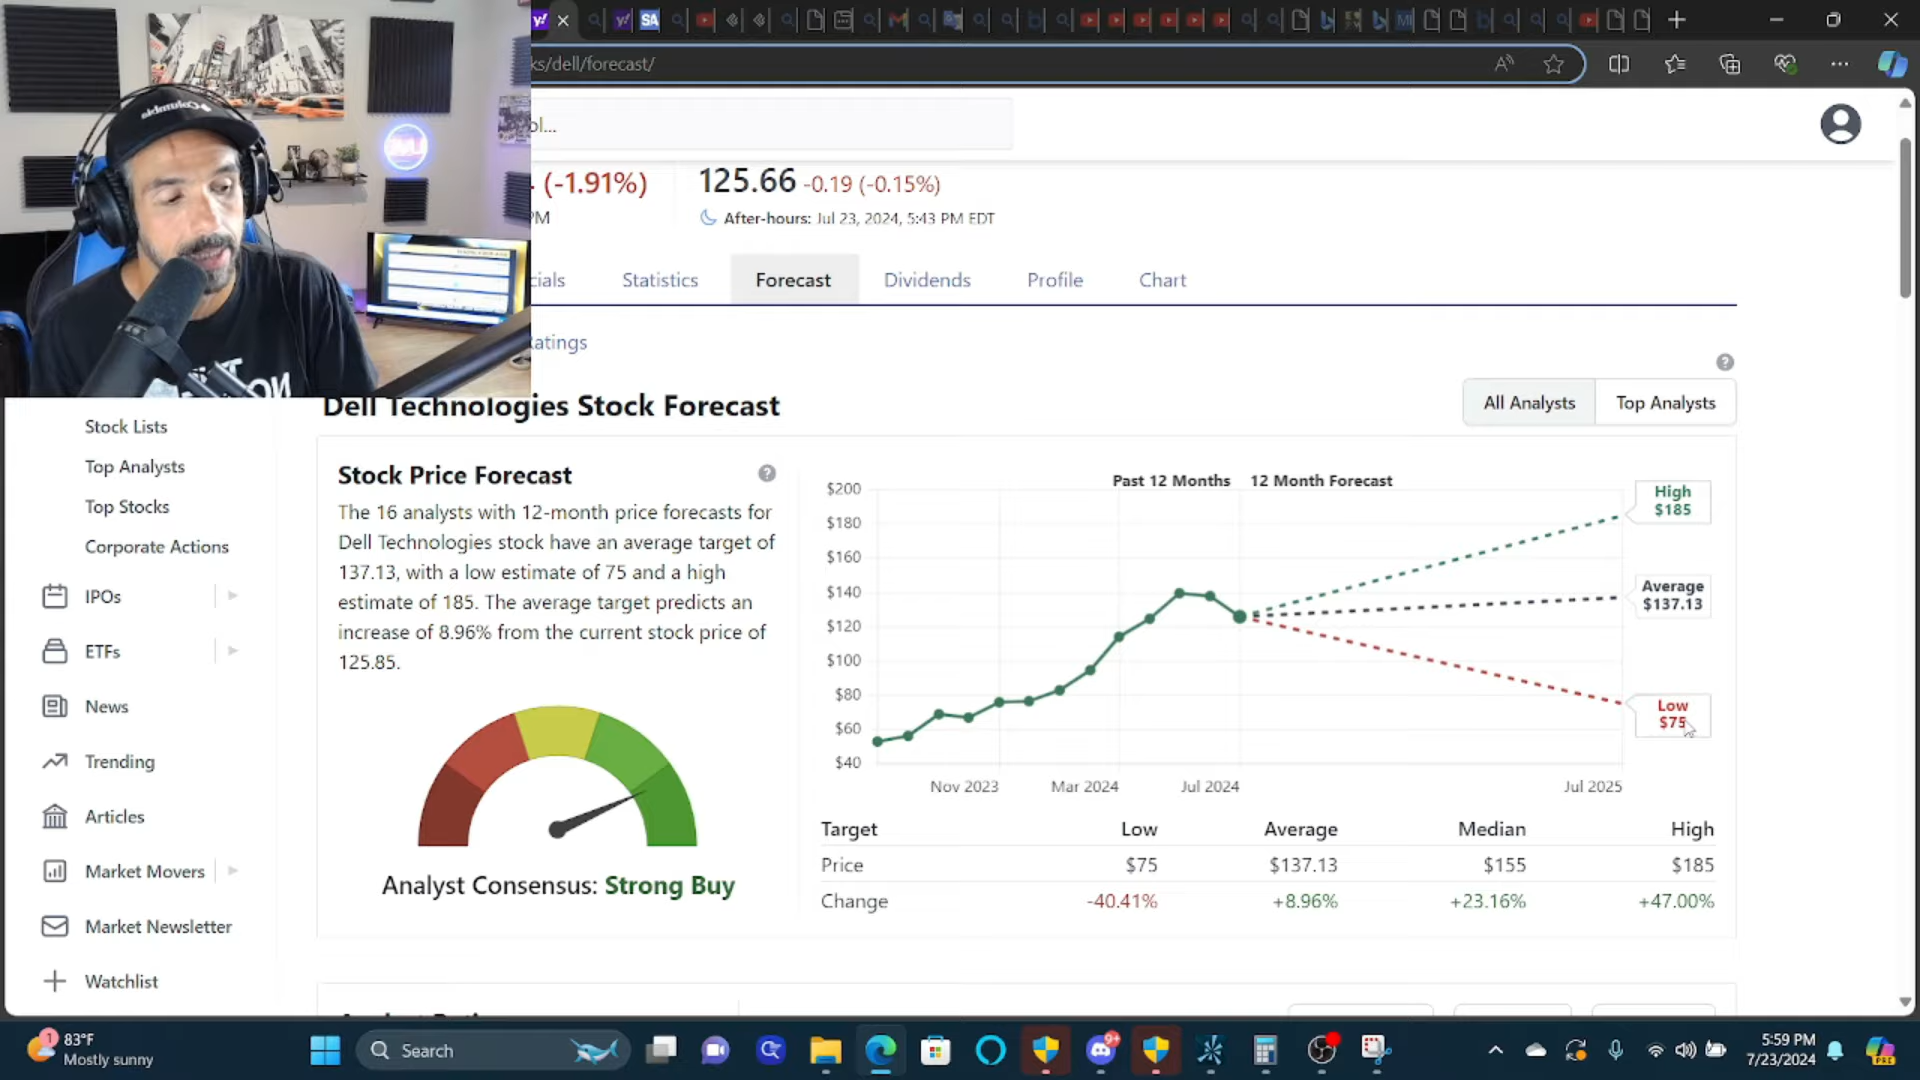 Columbia
LIVE
ks/dell/forecast/
ol...
(-1.91%)
PM
125.66 -0.19 (-0.15%)
After-hours: Jul 23, 2024, 5:43 PM EDT
cials
Statistics
Forecast
Dividends
Profile
Chart
Ratings
Dell Technologies Stock Forecast
All Analysts
Top Analysts
Stock Lists
Top Analysts
Top Stocks
Corporate Actions
IPOs
ETFs
News
Trending
Articles
Market Movers
Market Newsletter
Watchlist
Stock Price Forecast
The 16 analysts with 12-month price forecasts for
Dell Technologies stock have an average target of
137.13, with a low estimate of 75 and a high
estimate of 185. The average target predicts an
increase of 8.96% from the current stock price of
125.85.
Analyst Consensus: Strong Buy
Past 12 Months
12 Month Forecast
$200
$180
$160
$140
$120
$100
$80
$60
$40
High
$185
Average
$137.13
Low
$75
Nov 2023
Mar 2024
Jul 2024
Jul 2025
Target Low Average Median High
Price $75 $137.13 $155 $185
Change -40.41% +8.96% +23.16% +47.00%
83°F
Mostly sunny
Search
5:59 PM
7/23/2024